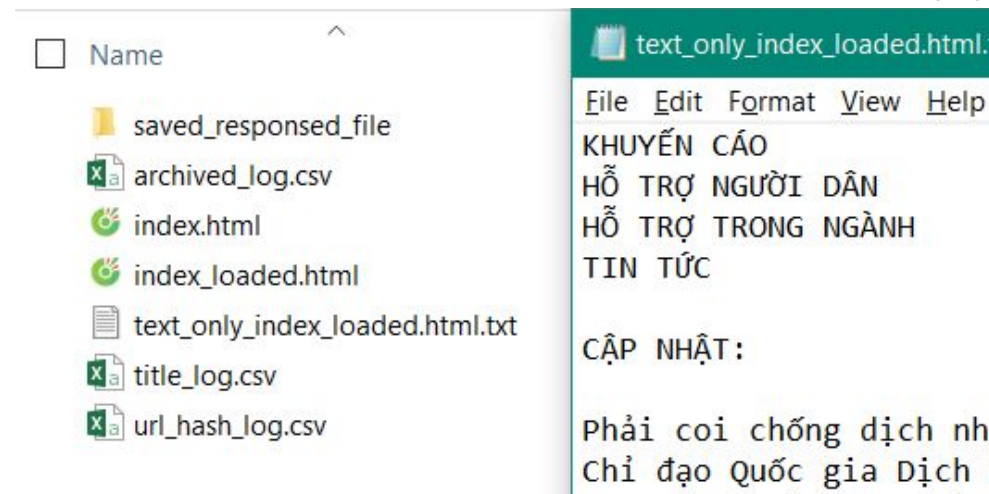 Name
saved_responsed_file
archived_log.csv
index.html
index_loaded.html
text_only_index_loaded.html.txt
title_log.csv
url_hash_log.csv
text_only_index_loaded.html.
File Edit Format View Help
KHUYẾN CÁO
HỖ TRỢ NGƯỜI DÂN
HỖ TRỢ TRONG NGÀNH
TIN TỨC
CẬP NHẬT:
Phải coi chống dịch nh
Chỉ đạo Quốc gia Dịch